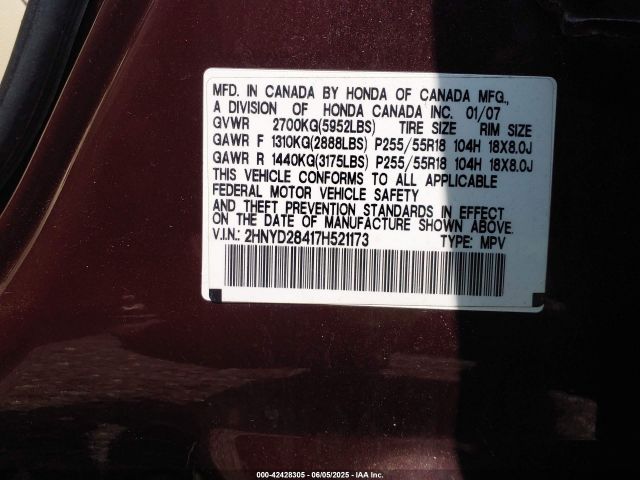 MFD. IN CANADA BY HONDA OF CANADA MFG.,
A DIVISION OF HONDA CANADA INC. 01/07
GVWR 2700KG(5952LBS) TIRE SIZE RIM SIZE
GAWR F 1310KG(2888LBS) P255/55R18 104H 18X8.0J
GAWR R 1440KG(3175LBS) P255/55R18 104H 18X8.0J
THIS VEHICLE CONFORMS TO ALL APPLICABLE
FEDERAL MOTOR VEHICLE SAFETY
AND THEFT PREVENTION STANDARDS IN EFFECT
ON THE DATE OF MANUFACTURE SHOWN ABOVE.
V.I.N.: 2HNYD28417H521173 TYPE: MPV
000-42428305 - 06/05/2025 - IAA Inc.